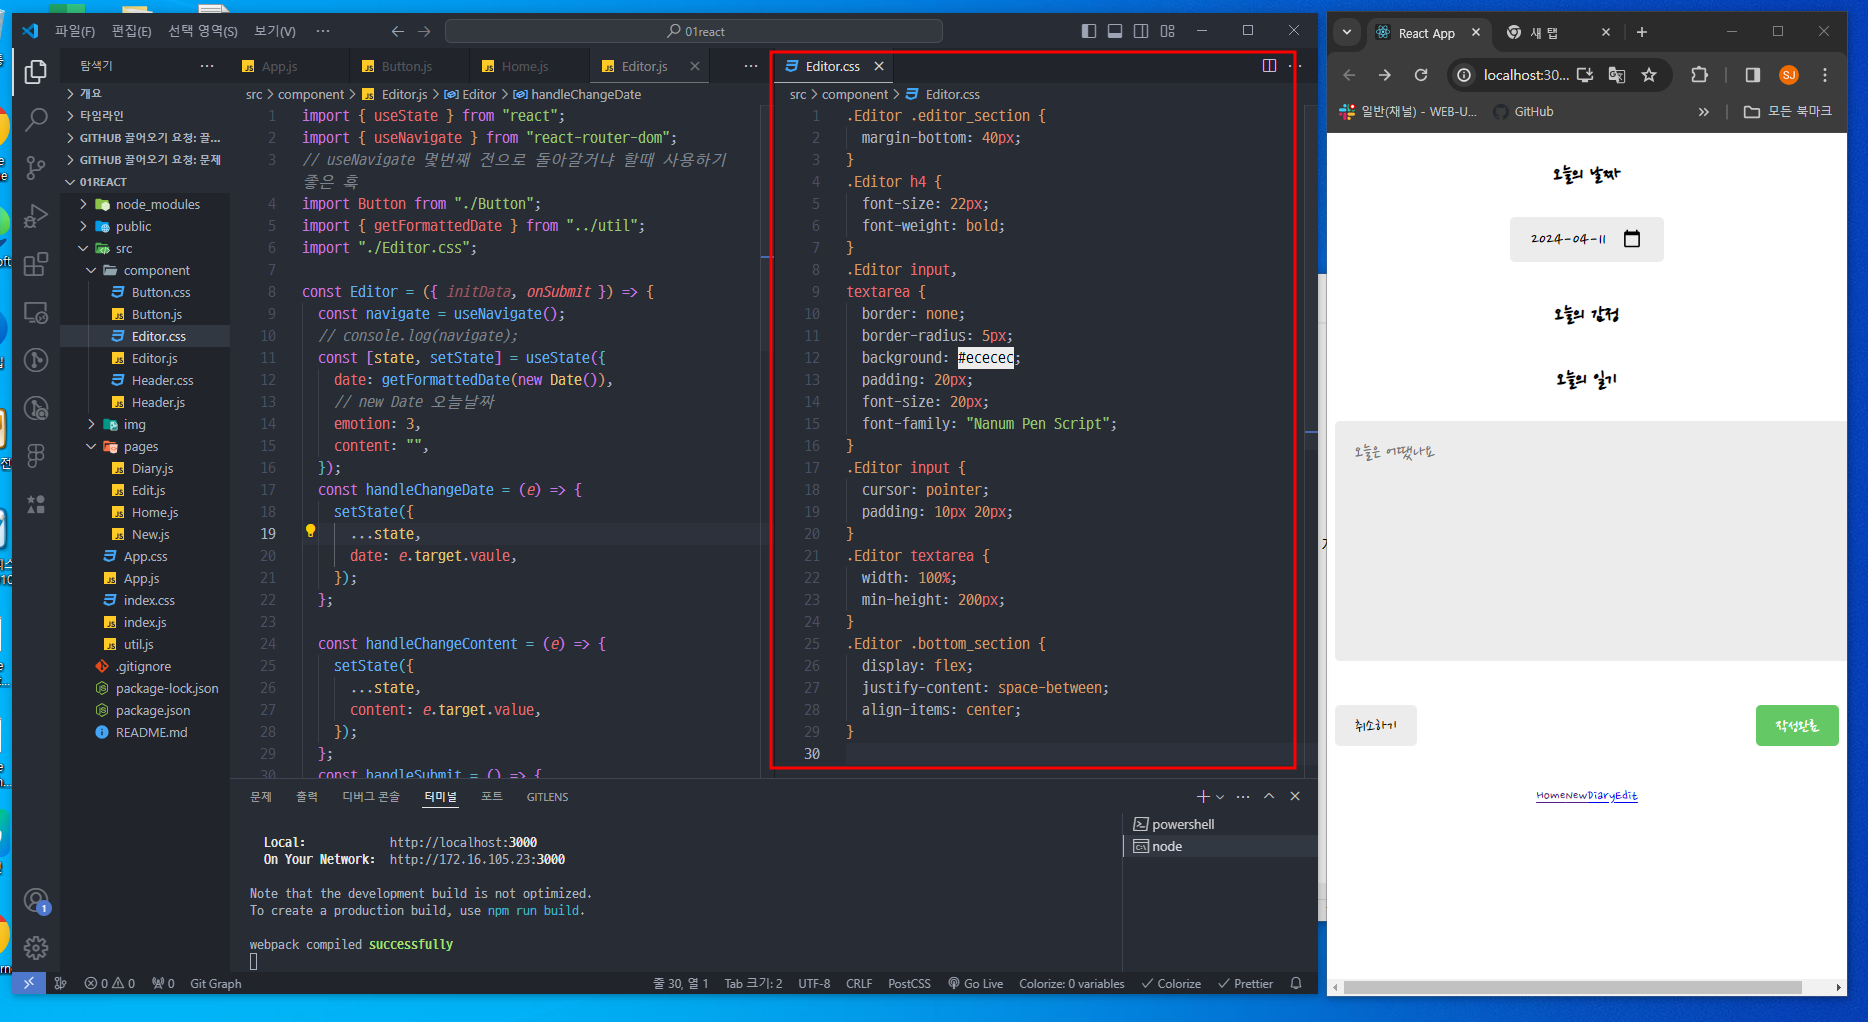 파일(F) 편집(E) 선택 영역(S) 보기(V) ··· 01react
탐색기 ···
개요
타임라인
GITHUB 끌어오기 요청: 끌...
GITHUB 끌어오기 요청: 문제
01REACT
node_modules
public
src
component
Button.css
Button.js
Editor.css
Editor.js
Header.css
Header.js
img
pages
Diary.js
Edit.js
Home.js
New.js
App.css
App.js
index.css
index.js
util.js
.gitignore
package-lock.json
package.json
README.md
1
App.js Button.js Home.js Editor.js ···
src > component > Editor.js > Editor > handleChangeDate
1 import { useState } from "react";
2 import { useNavigate } from "react-router-dom";
3 // useNavigate 몇번째 전으로 돌아갈거냐 할때 사용하기
좋은 훅
4 import Button from "./Button";
5 import { getFormattedDate } from "../util";
6 import "./Editor.css";
7
8 const Editor = ({ initData, onSubmit }) => {
9 const navigate = useNavigate();
10 // console.log(navigate);
11 const [state, setState] = useState({
12 date: getFormattedDate(new Date()),
13 // new Date 오늘날짜
14 emotion: 3,
15 content: "",
16 });
17 const handleChangeDate = (e) => {
18 setState({
19 ...state,
20 date: e.target.vaule,
21 });
22 };
23
24 const handleChangeContent = (e) => {
25 setState({
26 ...state,
27 content: e.target.value,
28 });
29 };
30 const handleSubmit = () => {
Editor.css ···
src > component > Editor.css
1 .Editor .editor_section {
2 margin-bottom: 40px;
3 }
4 .Editor h4 {
5 font-size: 22px;
6 font-weight: bold;
7 }
8 .Editor input,
9 textarea {
10 border: none;
11 border-radius: 5px;
12 background: #ececec;
13 padding: 20px;
14 font-size: 20px;
15 font-family: "Nanum Pen Script";
16 }
17 .Editor input {
18 cursor: pointer;
19 padding: 10px 20px;
20 }
21 .Editor textarea {
22 width: 100%;
23 min-height: 200px;
24 }
25 .Editor .bottom_section {
26 display: flex;
27 justify-content: space-between;
28 align-items: center;
29 }
30
문제 출력 디버그 콘솔 터미널 포트 GITLENS
Local: http://localhost:3000
On Your Network: http://172.16.105.23:3000
Note that the development build is not optimized.
To create a production build, use npm run build.
webpack compiled successfully
powershell
node
0 0 0 Git Graph 줄 30, 열 1 Tab 크기: 2 UTF-8 CRLF PostCSS Go Live Colorize: 0 variables Colorize Prettier
React App 새 탭
localhost:30... SJ
일반(채널) - WEB-U... GitHub » 모든 북마크
오늘의 날짜
2024-04-11
오늘의 감정
오늘의 일기
오늘은 어땠나요
취소하기 작성완료
HomeNewDiaryEdit